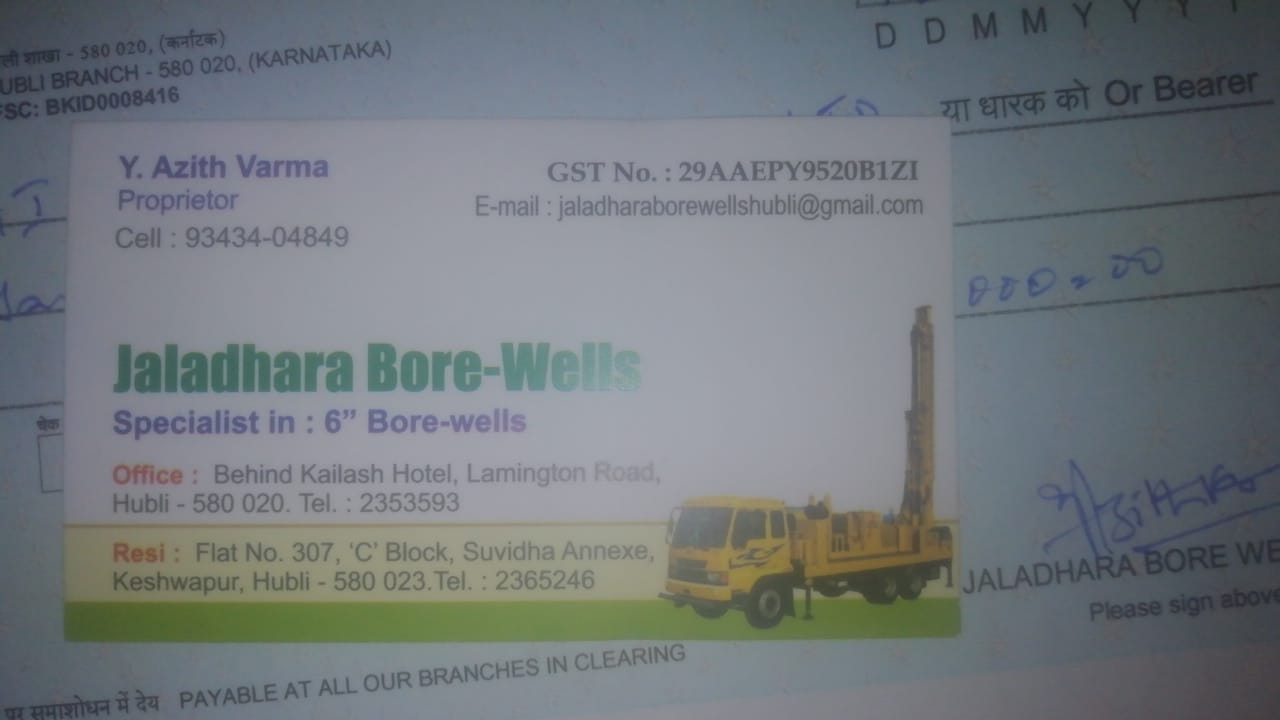 शाखा - 580 020, (कर्नाटक)
UBLI BRANCH - 580 020, (KARNATAKA)
FSC: BKID0008416
D D M M Y Y Y Y
या धारक को Or Bearer
Y. Azith Varma
Proprietor
Cell : 93434-04849
GST No. : 29AAEPY9520B1ZI
E-mail : jaladharaborewellshubli@gmail.com
Jaladhara Bore-Wells
Specialist in : 6” Bore-wells
Office : Behind Kailash Hotel, Lamington Road,
Hubli - 580 020. Tel. : 2353593
Resi : Flat No. 307, ‘C’ Block, Suvidha Annexe,
Keshwapur, Hubli - 580 023.Tel. : 2365246
चेक
JALADHARA BORE WE
Please sign above
पर समाशोधन में देय PAYABLE AT ALL OUR BRANCHES IN CLEARING